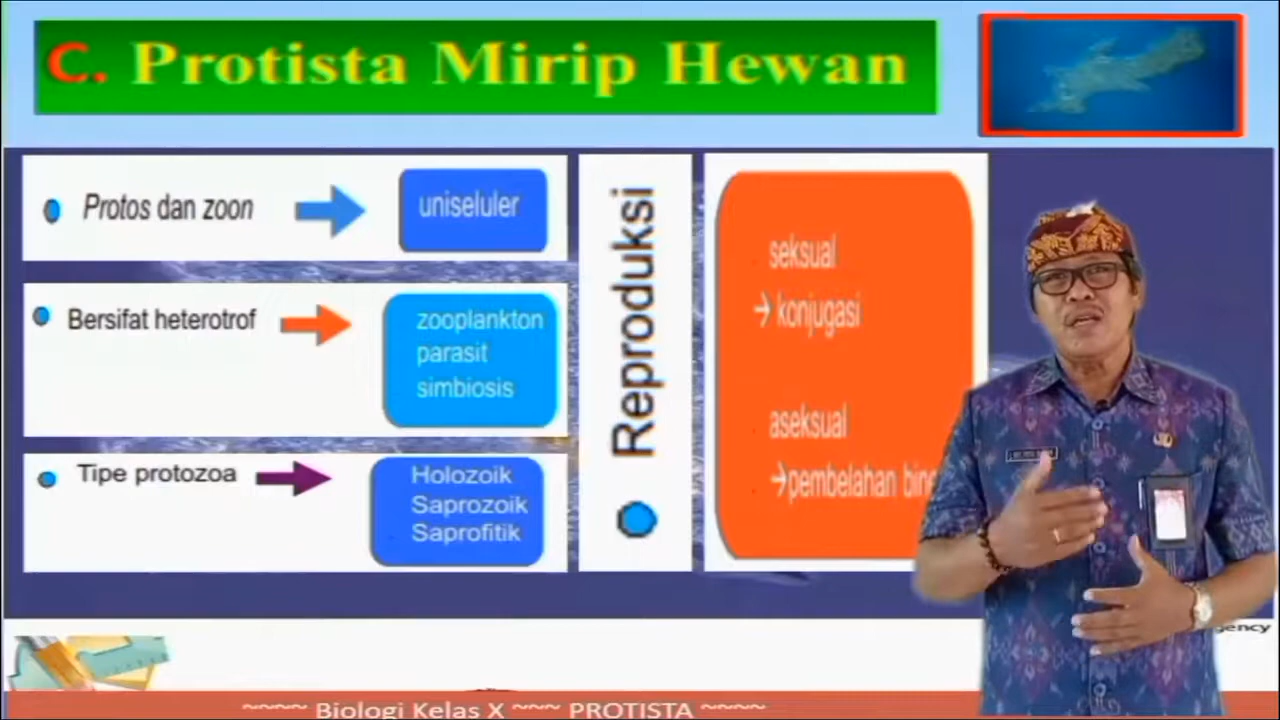 C. Protista Mirip Hewan
Protos dan zoon
uniseluler
Bersifat heterotrof
zooplankton
parasit
simbiosis
Tipe protozoa
Holozoik
Saprozoik
Saprofitik
Reproduksi
seksual
→ konjugasi
aseksual
→pembelahan
~~~~ Biologi Kelas X ~~~ PROTISTA ~~~~